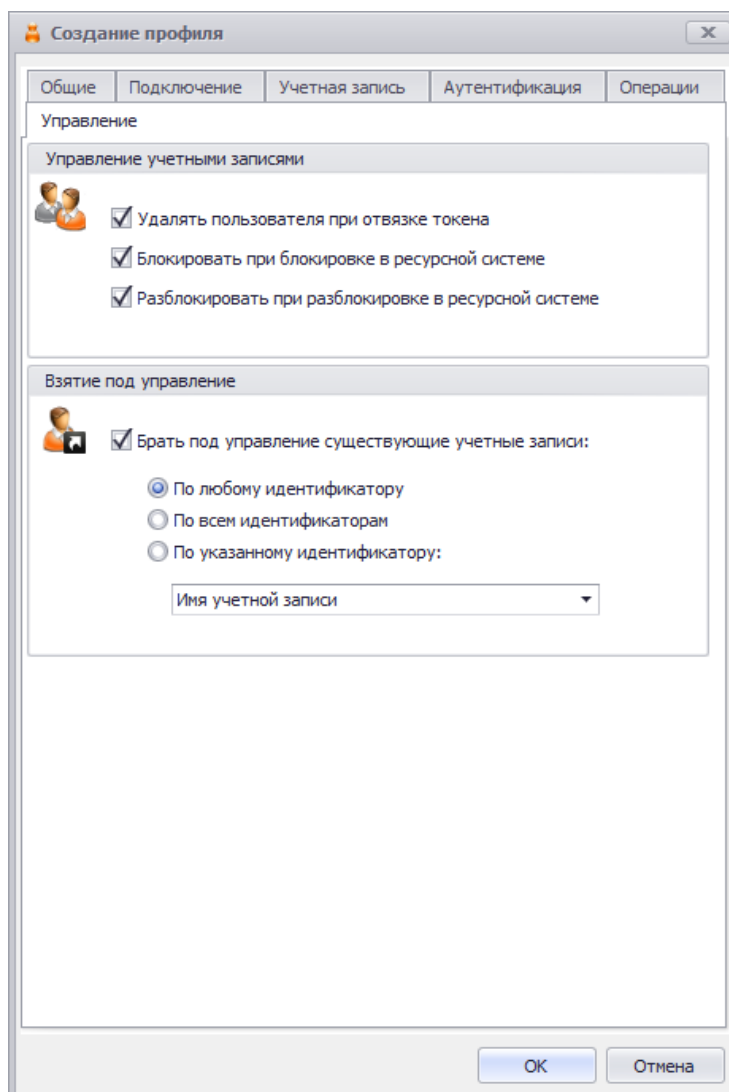 Создание профиля
Общие Подключение Учетная запись Аутентификация Операции
Управление
Управление учетными записями
Удалять пользователя при отвязке токена
Блокировать при блокировке в ресурсной системе
Разблокировать при разблокировке в ресурсной системе
Взятие под управление
Брать под управление существующие учетные записи:
По любому идентификатору
По всем идентификаторам
По указанному идентификатору:
Имя учетной записи
ОК Отмена